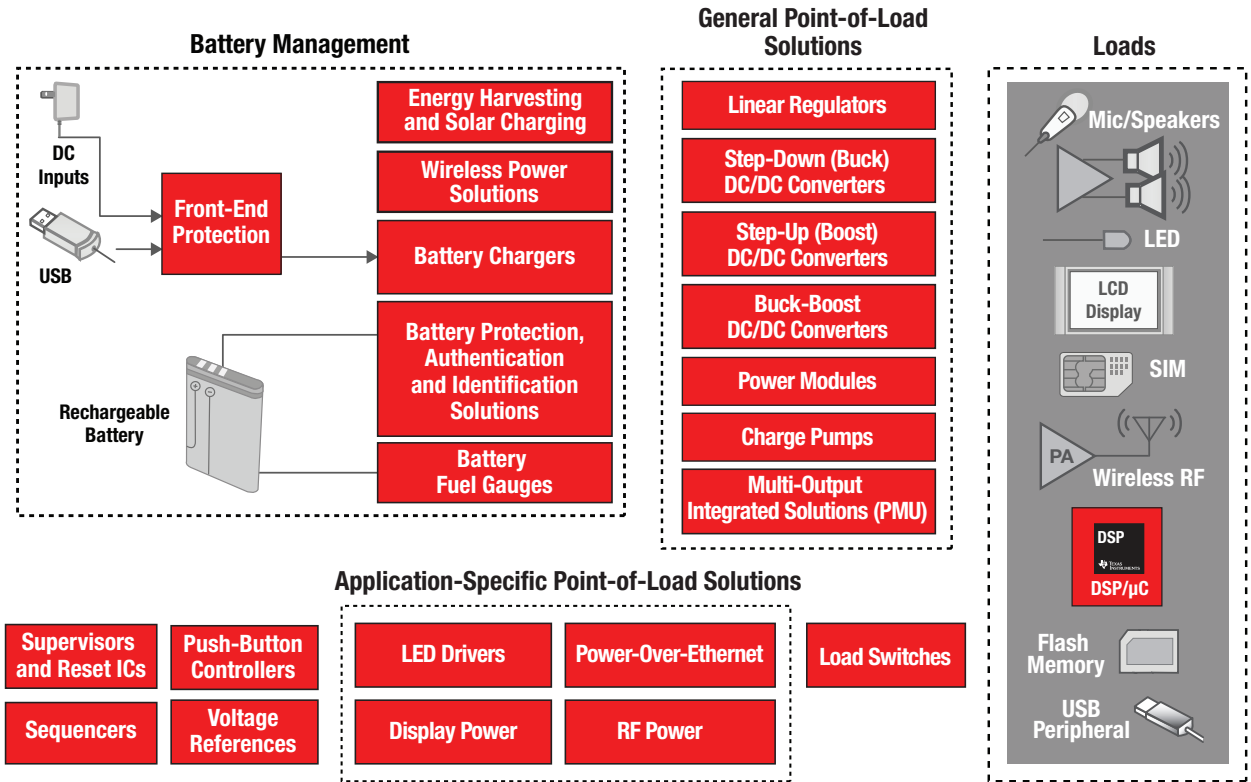 Battery Management
General Point-of-Load
Solutions
Loads
DC
Inputs
USB
Front-End
Protection
Rechargeable
Battery
Energy Harvesting
and Solar Charging
Wireless Power
Solutions
Battery Chargers
Battery Protection,
Authentication
and Identification
Solutions
Battery
Fuel Gauges
Linear Regulators
Step-Down (Buck)
DC/DC Converters
Step-Up (Boost)
DC/DC Converters
Buck-Boost
DC/DC Converters
Power Modules
Charge Pumps
Multi-Output
Integrated Solutions (PMU)
Mic/Speakers
LED
LCD
Display
SIM
PA
Wireless RF
DSP
TEXAS
INSTRUMENTS
DSP/µC
Flash
Memory
USB
Peripheral
Application-Specific Point-of-Load Solutions
Supervisors
and Reset ICs
Push-Button
Controllers
LED Drivers
Power-Over-Ethernet
Load Switches
Sequencers
Voltage
References
Display Power
RF Power